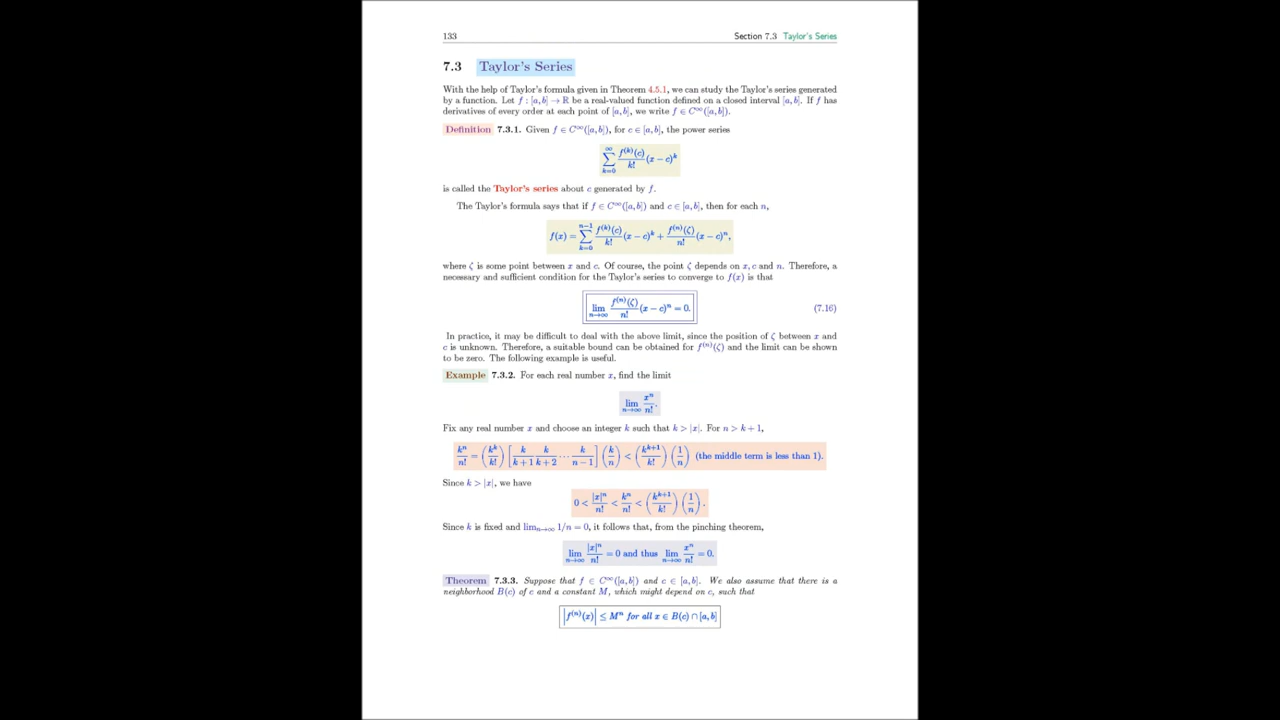 133 Section 7.3 Taylor's Series
7.3 Taylor's Series
With the help of Taylor's formula given in Theorem 4.5.1, we can study the Taylor's series generated
by a function. Let f : [a, b] → ℝ be a real-valued function defined on a closed interval [a, b]. If f has
derivatives of every order at each point of [a, b], we write f ∈ C^∞([a, b]).
Definition 7.3.1. Given f ∈ C^∞([a, b]), for c ∈ [a, b], the power series
∑_{k=0}^{∞} f^{(k)}(c)/k! (x − c)^k
is called the Taylor's series about c generated by f.
The Taylor's formula says that if f ∈ C^∞([a, b]) and c ∈ [a, b], then for each n,
f(x) = ∑_{k=0}^{n−1} f^{(k)}(c)/k! (x − c)^k + f^{(n)}(ζ)/n! (x − c)^n,
where ζ is some point between x and c. Of course, the point ζ depends on x, c and n. Therefore, a
necessary and sufficient condition for the Taylor's series to converge to f(x) is that
lim_{n→∞} f^{(n)}(ζ)/n! (x − c)^n = 0. (7.16)
In practice, it may be difficult to deal with the above limit, since the position of ζ between x and
c is unknown. Therefore, a suitable bound can be obtained for f^{(n)}(ζ) and the limit can be shown
to be zero. The following example is useful.
Example 7.3.2. For each real number x, find the limit
lim_{n→∞} x^n/n!.
Fix any real number x and choose an integer k such that k > |x|. For n > k + 1,
k^n/n! = (k^k/k!) [k/(k+1) k/(k+2) ⋯ k/(n−1)] (k/n) < (k^{k+1}/k!) (1/n) (the middle term is less than 1).
Since k > |x|, we have
0 < |x|^n/n! < k^n/n! < (k^{k+1}/k!) (1/n).
Since k is fixed and lim_{n→∞} 1/n = 0, it follows that, from the pinching theorem,
lim_{n→∞} |x|^n/n! = 0 and thus lim_{n→∞} x^n/n! = 0.
Theorem 7.3.3. Suppose that f ∈ C^∞([a, b]) and c ∈ [a, b]. We also assume that there is a
neighborhood B(c) of c and a constant M, which might depend on c, such that
|f^{(n)}(x)| ≤ M^n for all x ∈ B(c) ∩ [a, b]